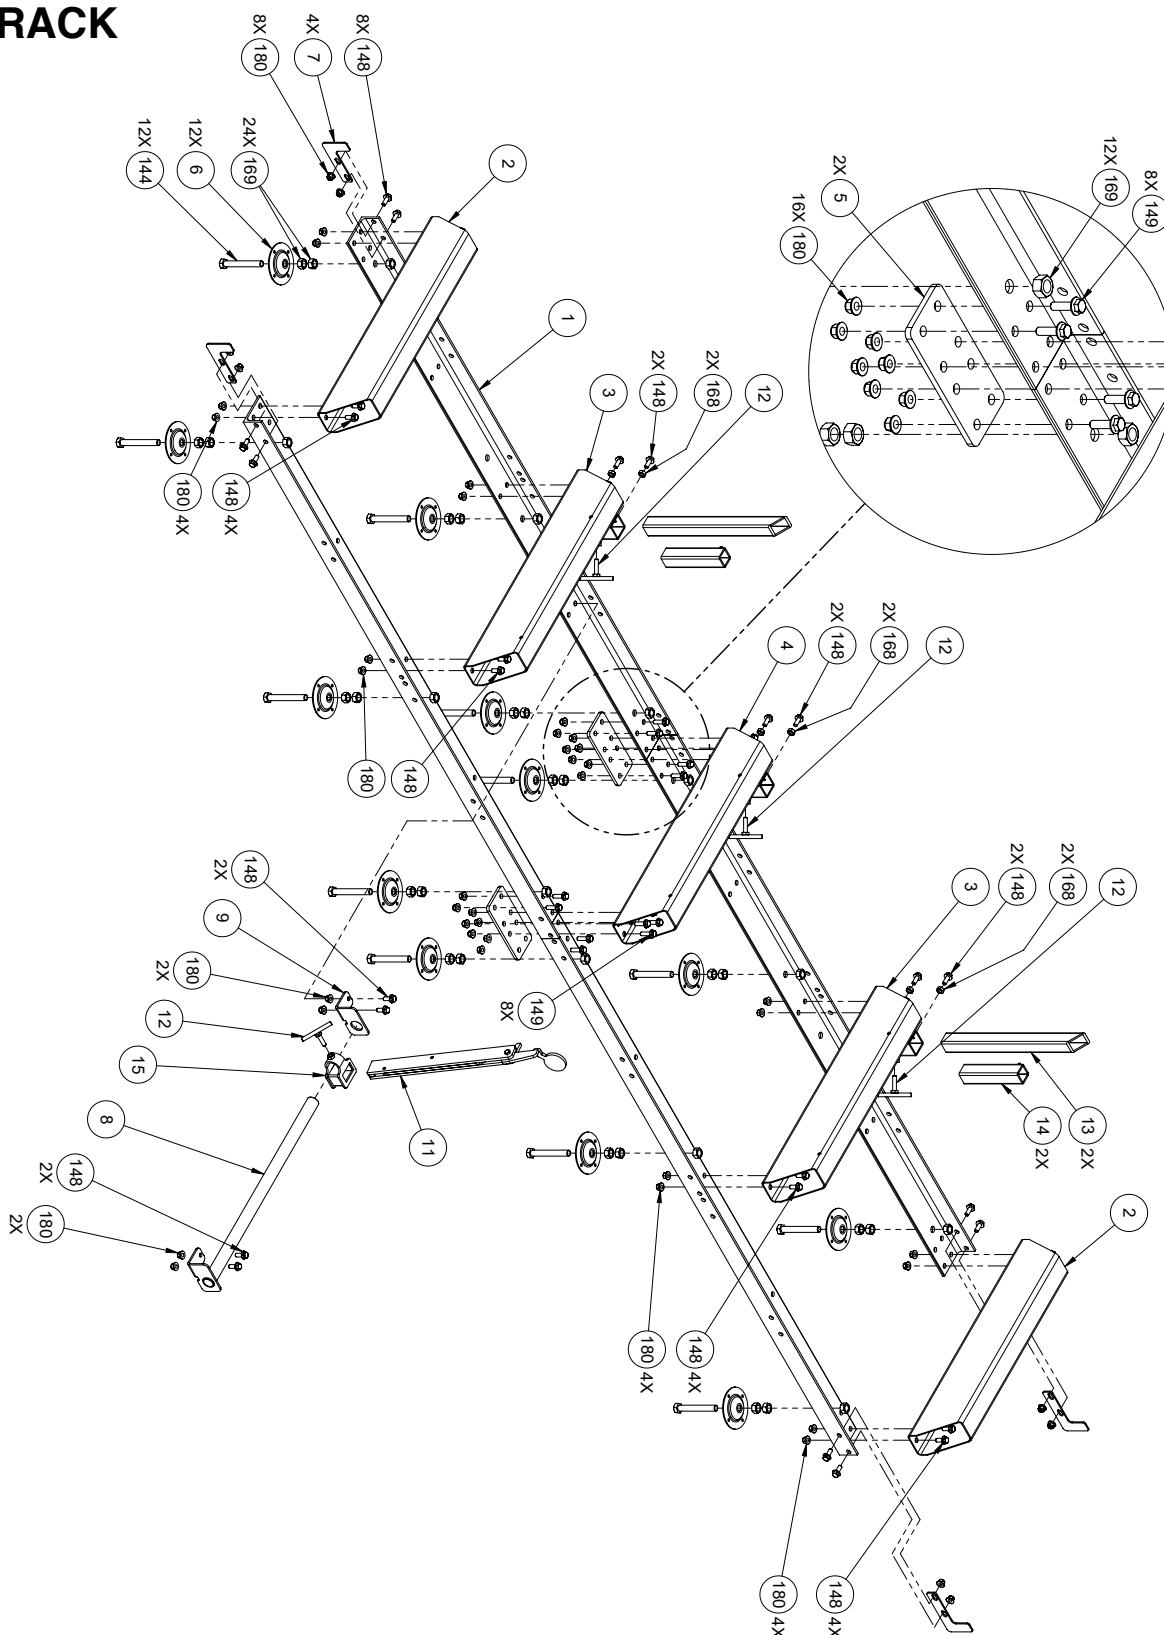 RACK
8X 180
4X 7
8X 148
12X 144
12X 6
24X 169
2
1
2X 5
16X 180
12X 169
8X 149
3
2X 148
2X 168
12
180 4X
148 4X
4
2X 148
2X 168
12
180
148
3
2X 148
2X 168
12
148 2X
9
180 2X
12
15
8
148 2X
180 2X
11
149 8X
14 2X
13 2X
2
180 4X
148 4X
180 4X
148 4X